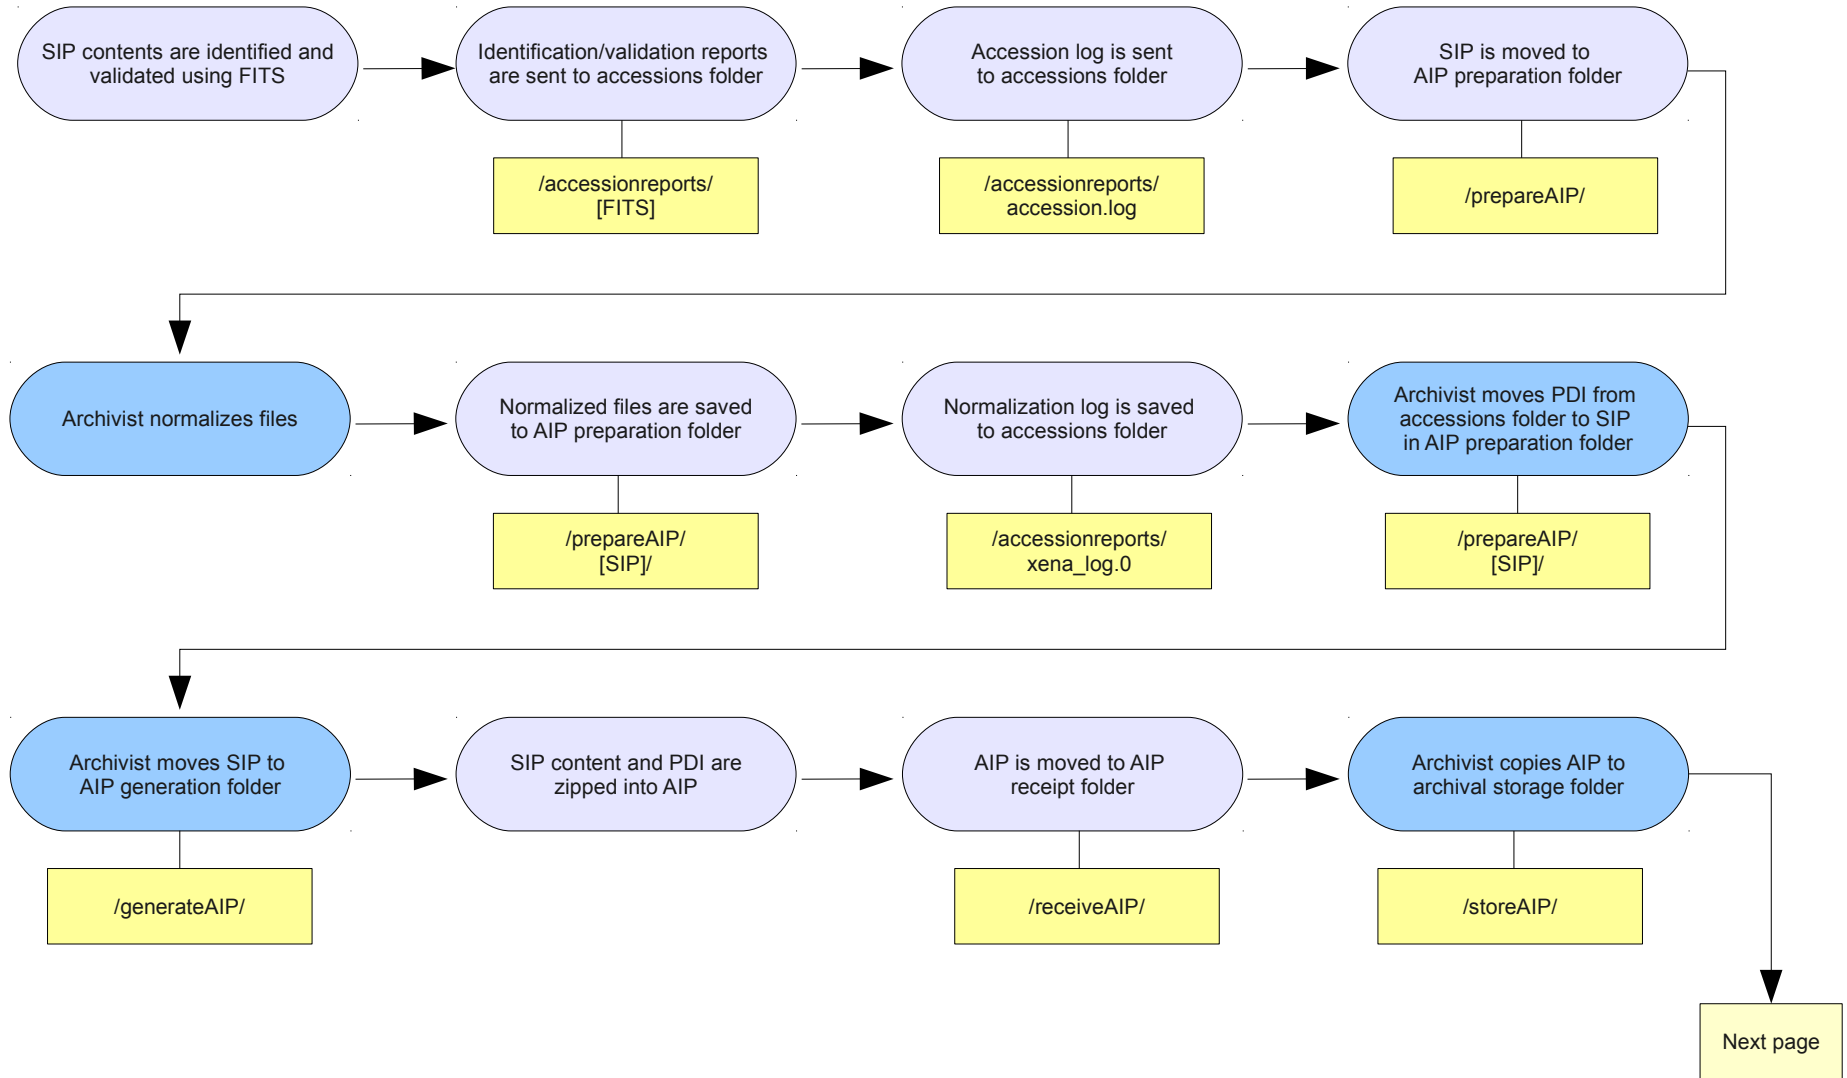 SIP contents are identified and
validated using FITS
Identification/validation reports
are sent to accessions folder
Accession log is sent
to accessions folder
SIP is moved to
AIP preparation folder
/accessionreports/
[FITS]
/accessionreports/
accession.log
/prepareAIP/
Archivist normalizes files
Normalized files are saved
to AIP preparation folder
Normalization log is saved
to accessions folder
Archivist moves PDI from
accessions folder to SIP
in AIP preparation folder
/prepareAIP/
[SIP]/
/accessionreports/
xena_log.0
/prepareAIP/
[SIP]/
Archivist moves SIP to
AIP generation folder
SIP content and PDI are
zipped into AIP
AIP is moved to AIP
receipt folder
Archivist copies AIP to
archival storage folder
/generateAIP/
/receiveAIP/
/storeAIP/
Next page